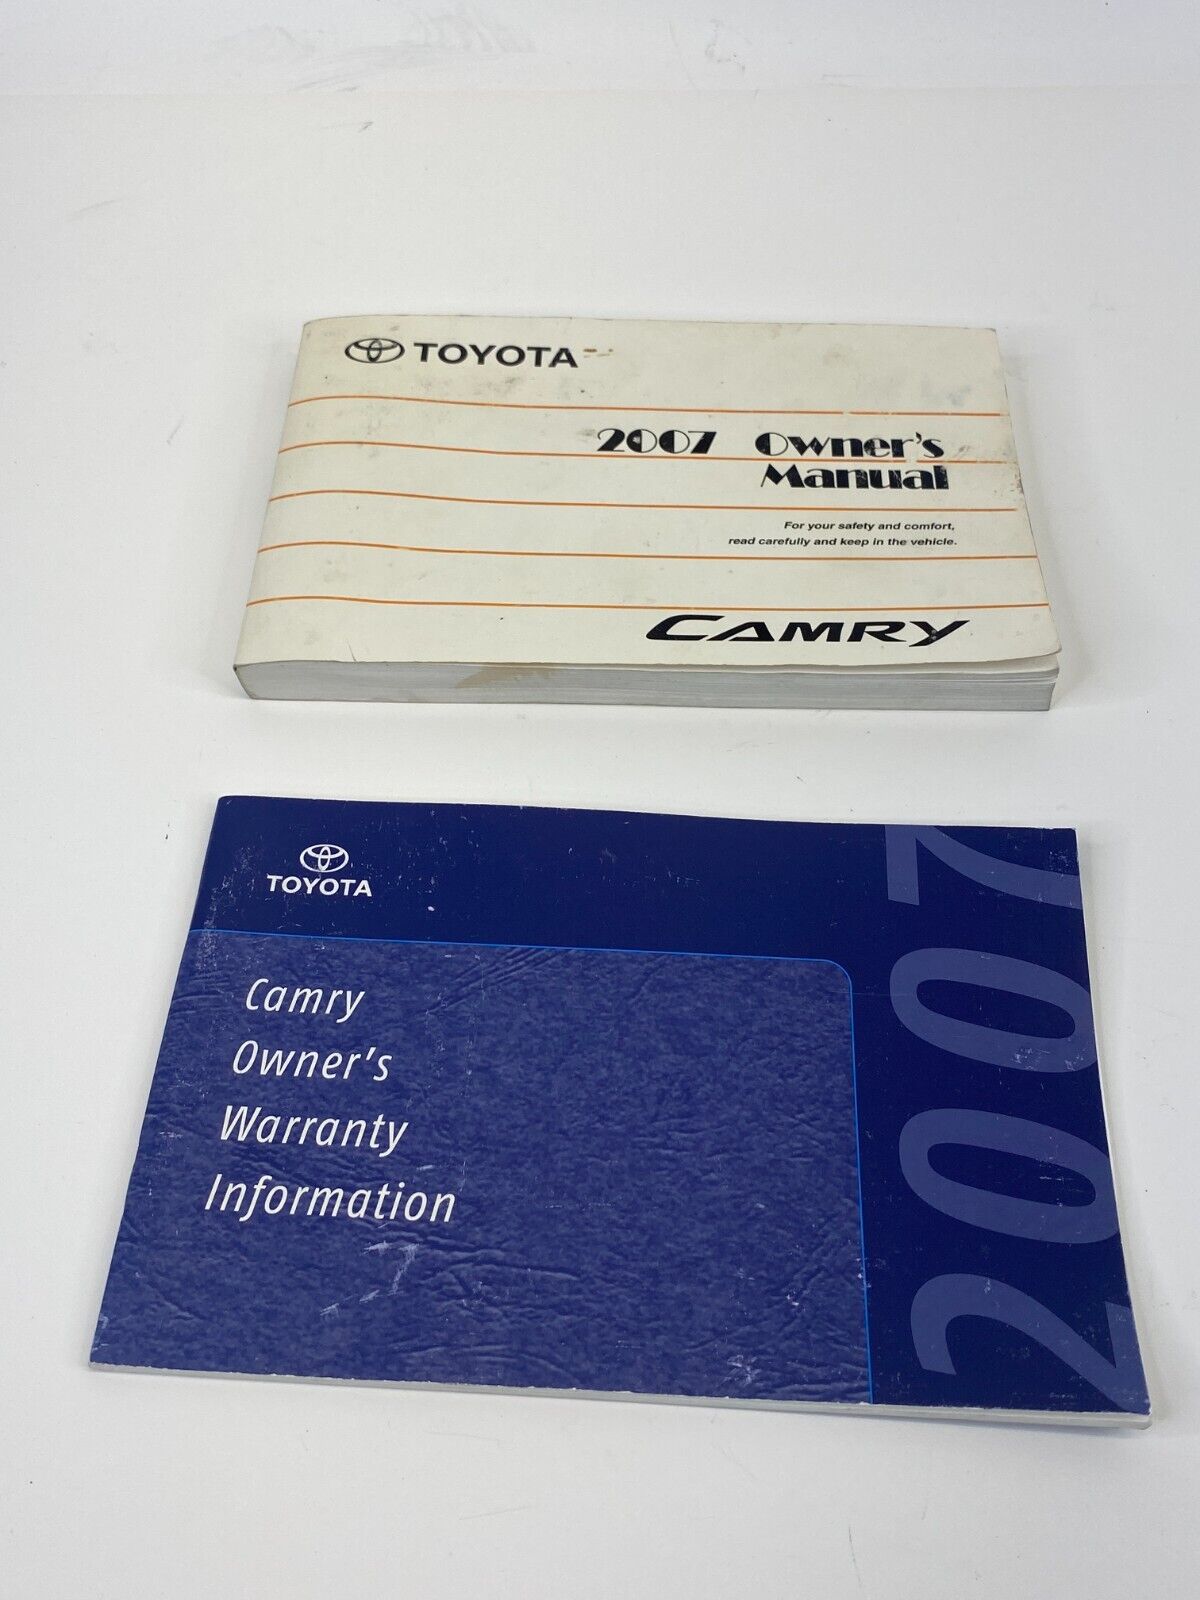 TOYOTA
2007 Owner's
Manual
For your safety and comfort,
read carefully and keep in the vehicle.
CAMRY
TOYOTA
Camry
Owner's
Warranty
Information
2007